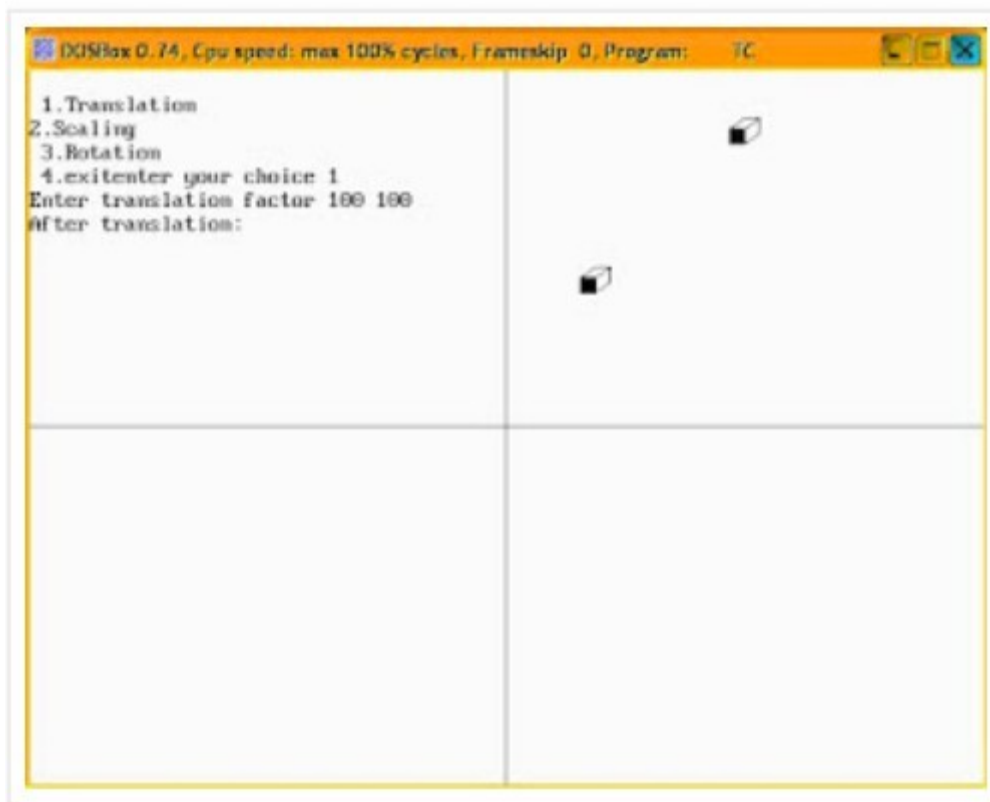 DOSBox 0.74, Cpu speed: max 100% cycles, Frameskip 0, Program: TC
1.Translation
2.Scaling
3.Rotation
4.exitenter your choice 1
Enter translation factor 100 100
After translation: